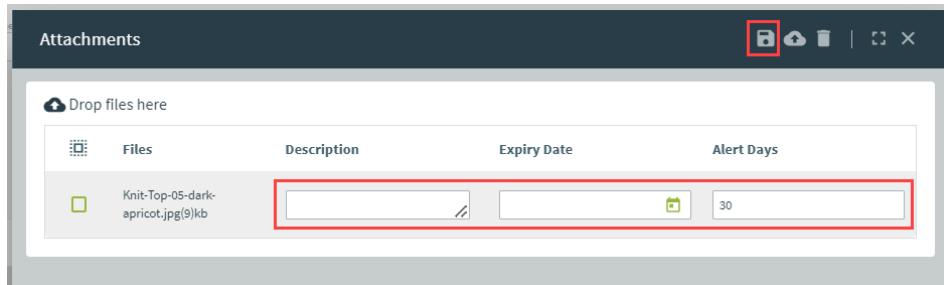 Attachments
Drop files here
Files Description Expiry Date Alert Days
Knit-Top-05-dark-
apricot.jpg(9)kb
30